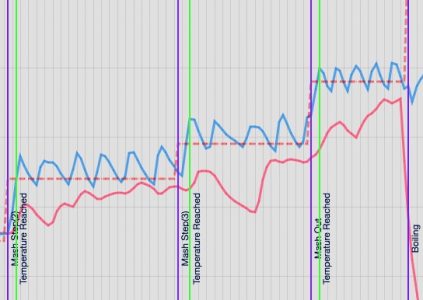 Mash Step(2)
Temperature Reached
Mash Step(3)
Temperature Reached
Mash Out
Temperature Reached
Boiling